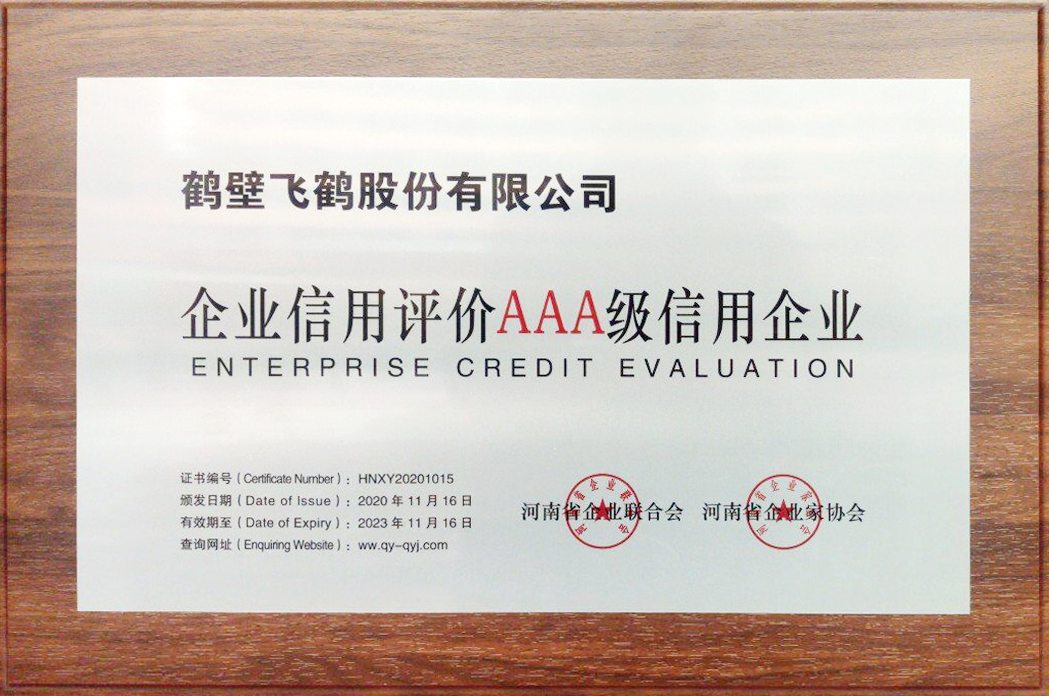 鹤壁飞鹤股份有限公司
企业信用评价AAA级信用企业
ENTERPRISE CREDIT EVALUATION
证书编号（Certificate Number）：HNXY20201015
颁发日期（Date of Issue）：2020 年 11 月 16 日
有效期至（Date of Expiry）：2023 年 11 月 16 日
查询网址（Enquiring Website）：ww.qy-qyj.com
河南省企业联合会 河南省企业家协会